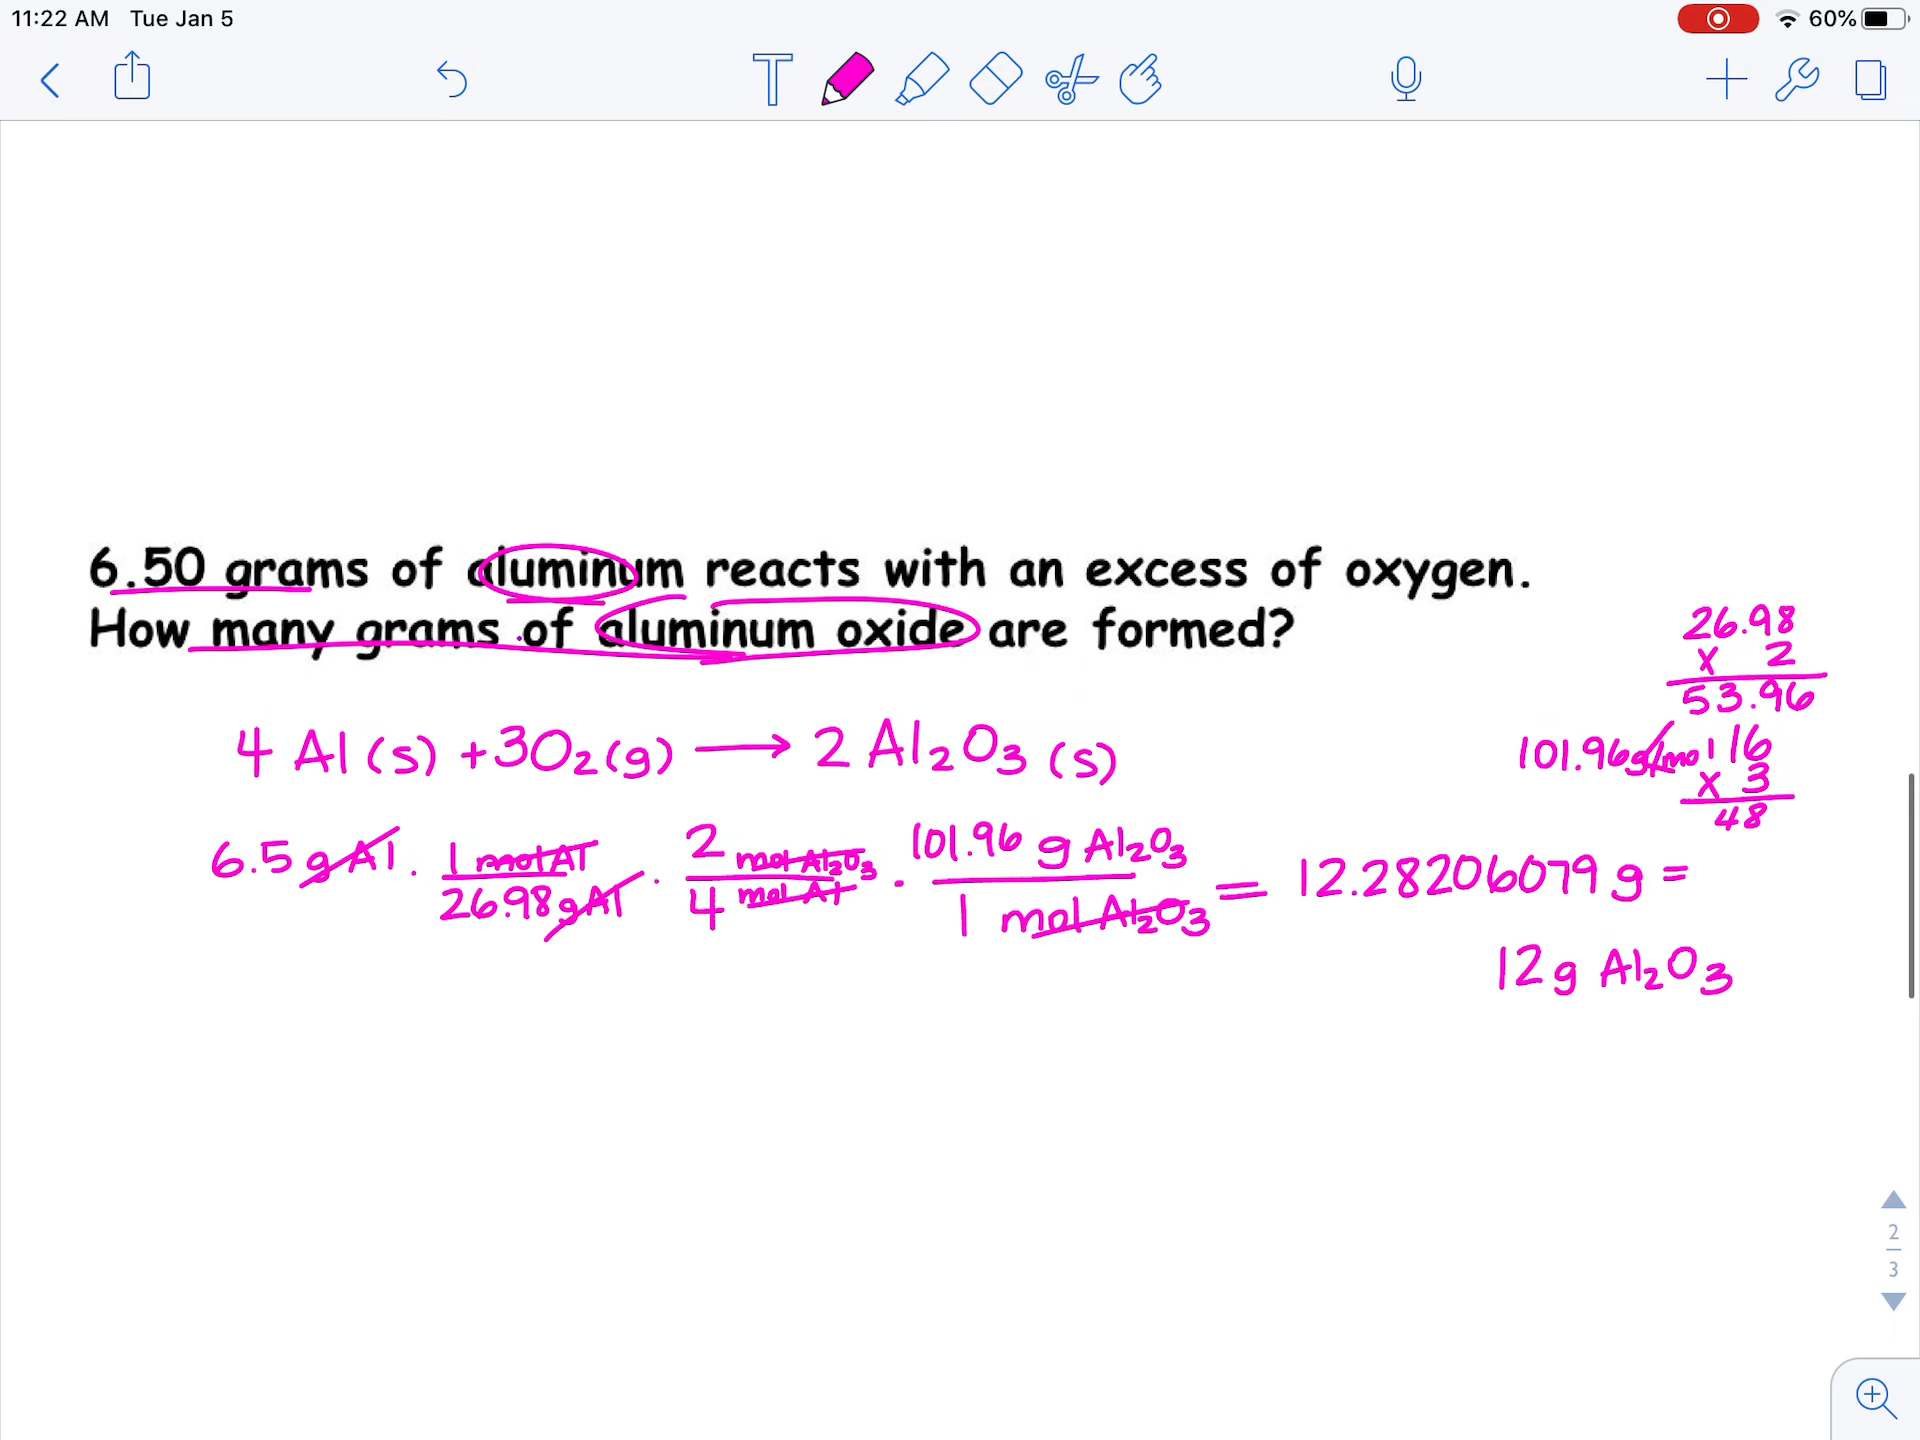 11:22 AM Tue Jan 5 60%
T
6.50 grams of aluminum reacts with an excess of oxygen.
How many grams of aluminum oxide are formed?
26.98
x 2
53.96
4 Al (s) + 3O₂ (g) → 2 Al₂O₃ (s)
101.96 g/mol
16
x 3
48
6.5 g Al · 1 mol Al / 26.98 g Al · 2 mol Al₂O₃ / 4 mol Al · 101.96 g Al₂O₃ / 1 mol Al₂O₃ = 12.28206079 g =
12 g Al₂O₃
2
3